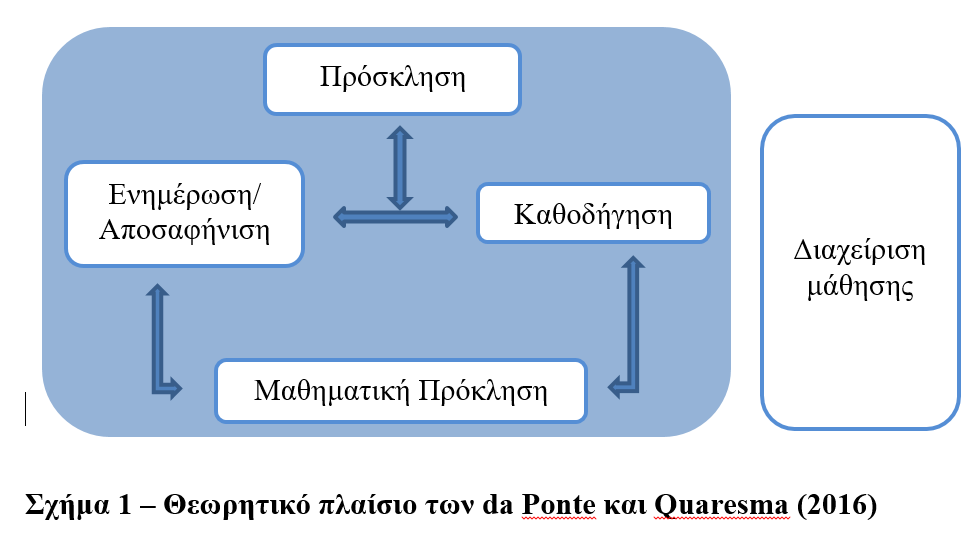 Πρόσκληση
Ενημέρωση/
Αποσαφήνιση
Καθοδήγηση
Μαθηματική Πρόκληση
Διαχείριση
μάθησης
Σχήμα 1 – Θεωρητικό πλαίσιο των da Ponte και Quaresma (2016)